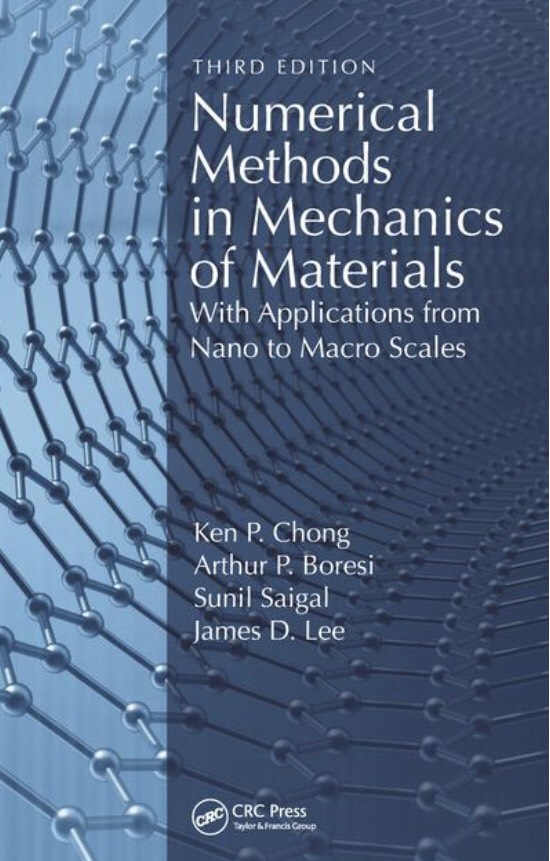 THIRD EDITION
Numerical
Methods
in Mechanics
of Materials
With Applications from
Nano to Macro Scales
Ken P. Chong
Arthur P. Boresi
Sunil Saigal
James D. Lee
CRC CRC Press
Taylor & Francis Group